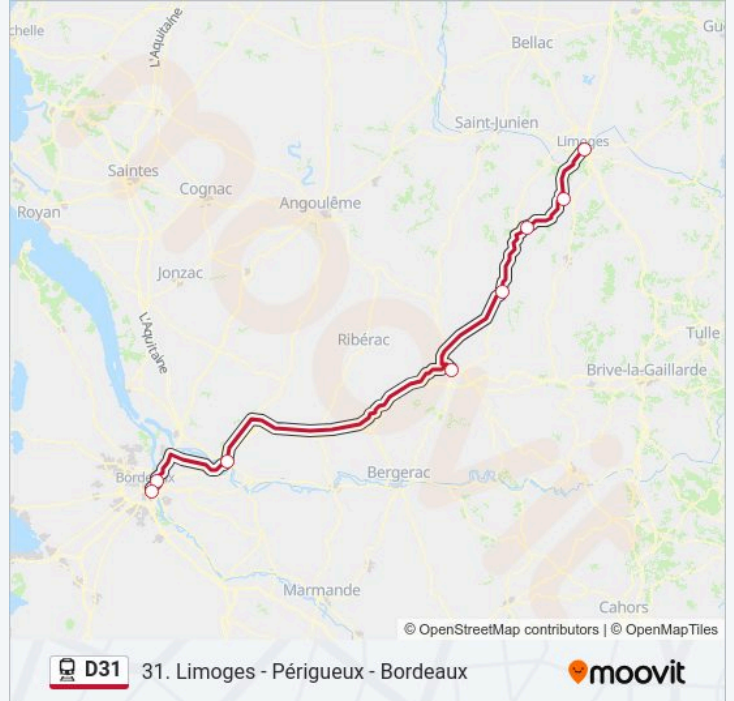 chelle
L'Aquitaine
Bellac
Gu
Saint-Junien
Limoges
Saintes
Cognac
Angoulême
Royan
Jonzac
L'Aquitaine
Ribérac
Tulle
Brive-la-Gaillarde
Bordeaux
Bergerac
Marmande
Cahors
moovit
© OpenStreetMap contributors | © OpenMapTiles
D31 31. Limoges - Périgueux - Bordeaux moovit